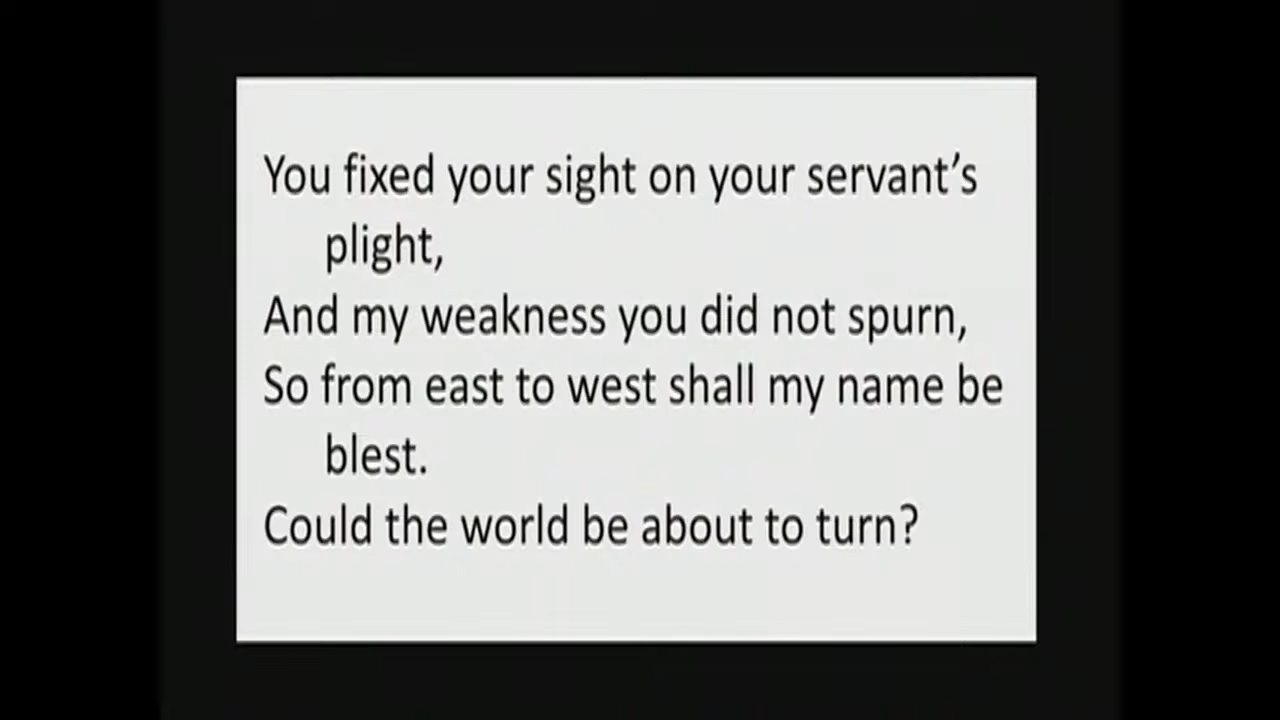 You fixed your sight on your servant’s
plight,
And my weakness you did not spurn,
So from east to west shall my name be
blest.
Could the world be about to turn?